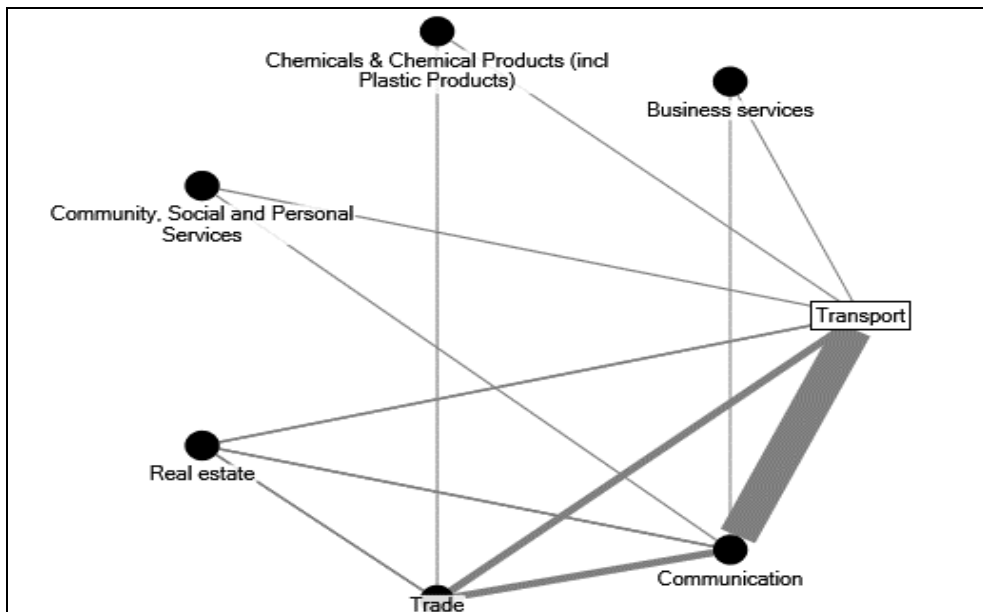 Chemicals & Chemical Products (incl
Plastic Products)
Business services
Community, Social and Personal
Services
Transport
Real estate
Communication
Trade